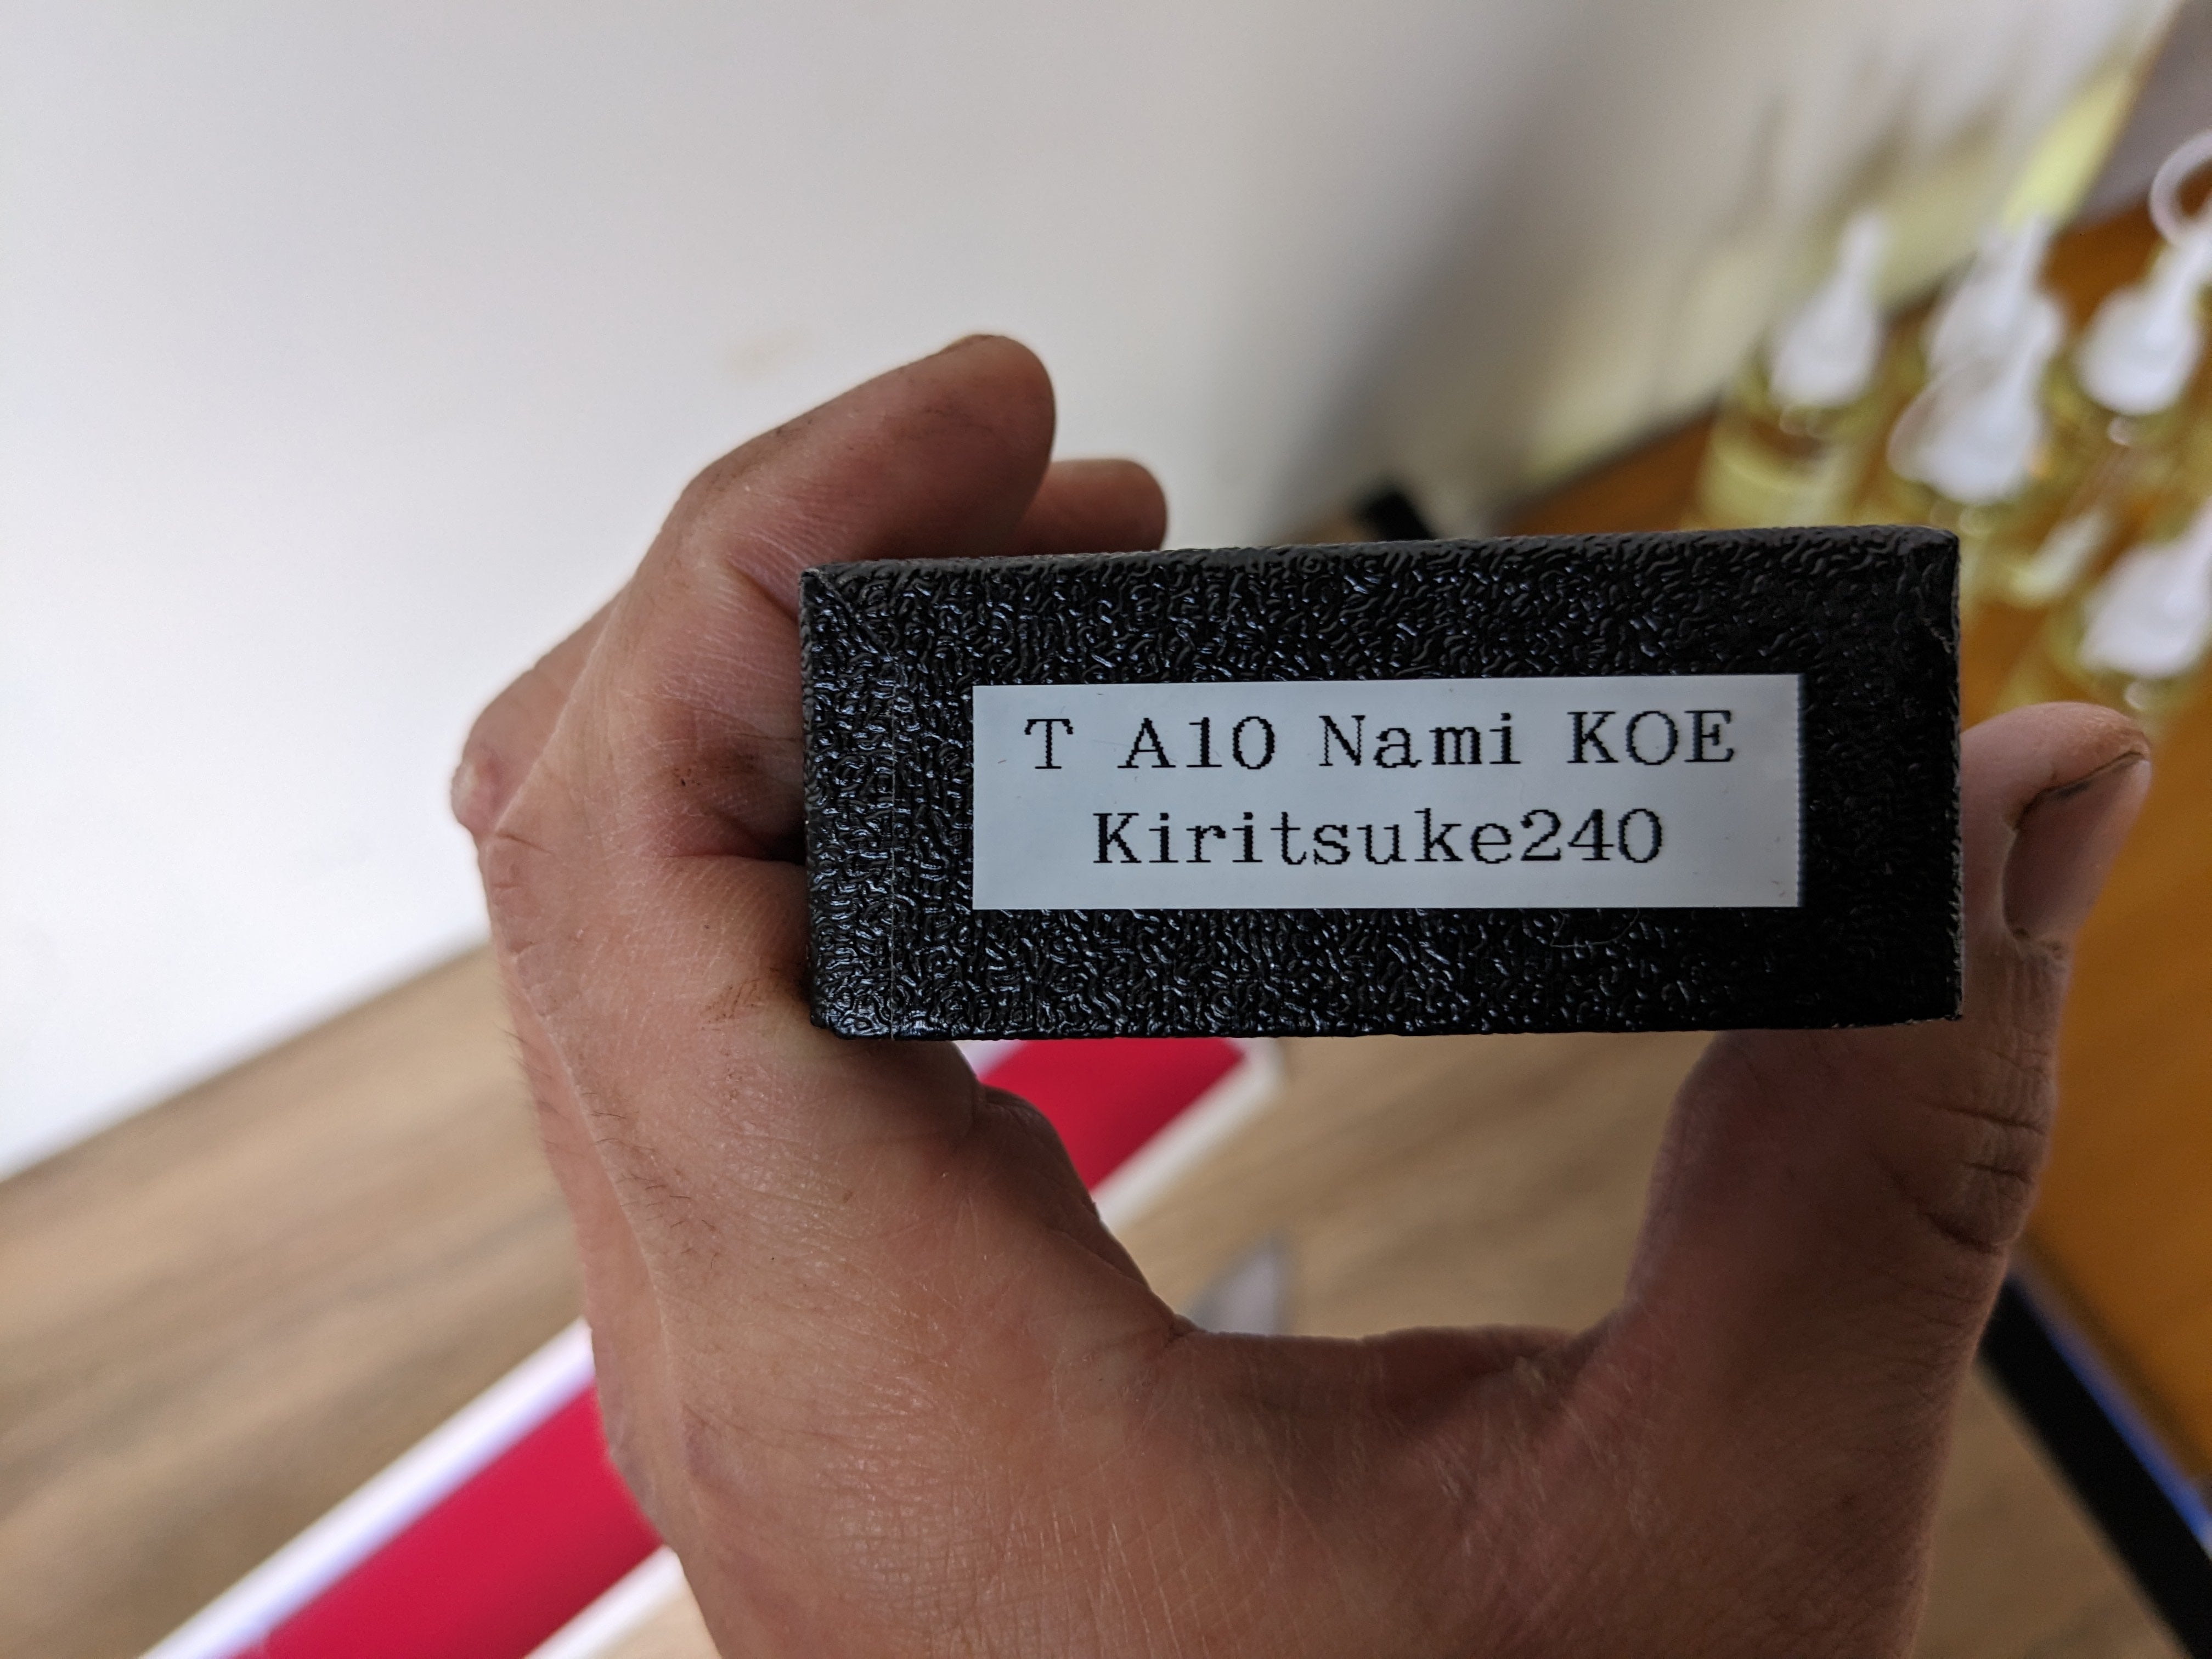 T A10 Nami KOE
Kiritsuke240